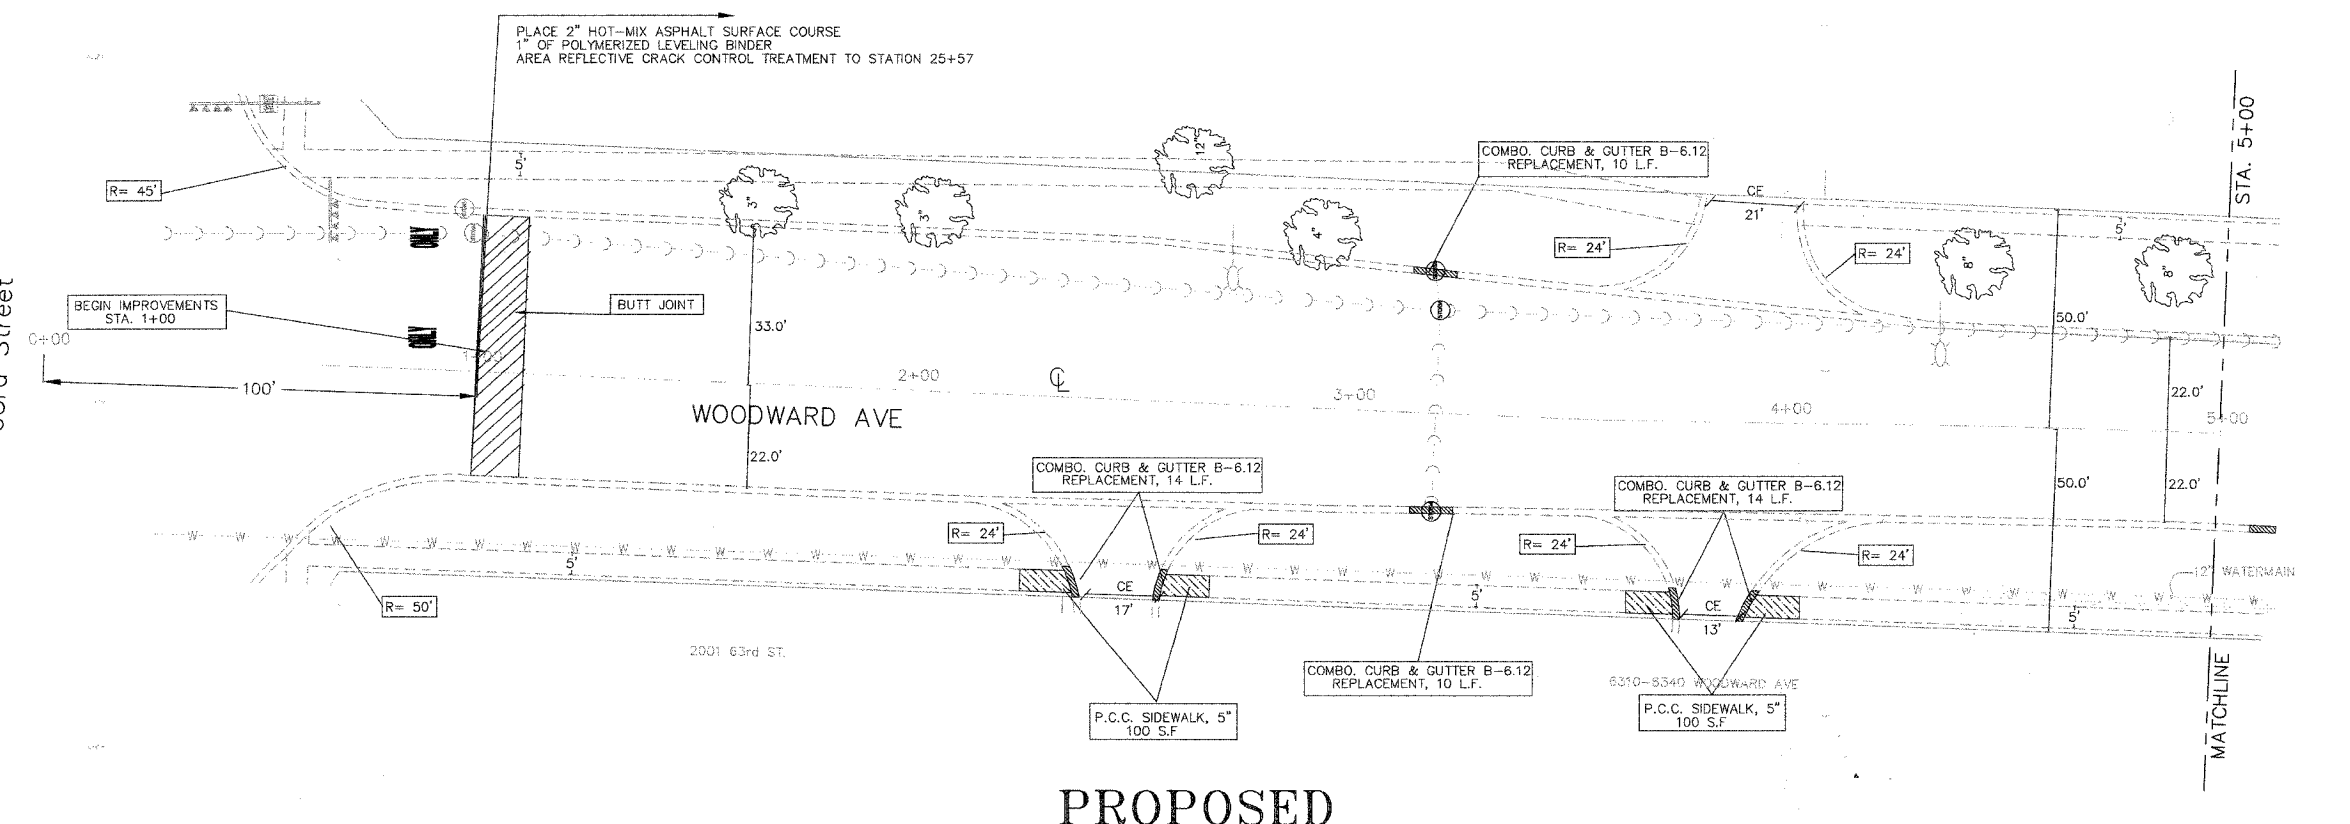 PLACE 2" HOT-MIX ASPHALT SURFACE COURSE
1" OF POLYMERIZED LEVELING BINDER
AREA REFLECTIVE CRACK CONTROL TREATMENT TO STATION 25+57
STA. 5+00
12"
COMBO. CURB & GUTTER B-6.12
REPLACEMENT, 10 L.F.
5'
R= 45'
3"
3"
4"
CE
21'
R= 24'
R= 24'
5'
8"
8"
BEGIN IMPROVEMENTS
STA. 1+00
BUTT JOINT
33.0'
50.0'
Street
0+00
1+00
100'
2+00
CL
3+00
4+00
22.0'
5+00
WOODWARD AVE
22.0'
COMBO. CURB & GUTTER B-6.12
REPLACEMENT, 14 L.F.
COMBO. CURB & GUTTER B-6.12
REPLACEMENT, 14 L.F.
50.0'
22.0'
R= 24'
R= 24'
R= 24'
R= 24'
W W W W W W W W W W W W W W W W W W W W W W W W W W W W W W W W W W W W W W W W W W W W
5'
12" WATERMAIN
CE
17'
5'
CE
13'
5'
R= 50'
2001 63rd ST.
COMBO. CURB & GUTTER B-6.12
REPLACEMENT, 10 L.F.
6310-6340 WOODWARD AVE
P.C.C. SIDEWALK, 5"
100 S.F
P.C.C. SIDEWALK, 5"
100 S.F
MATCHLINE
PROPOSED